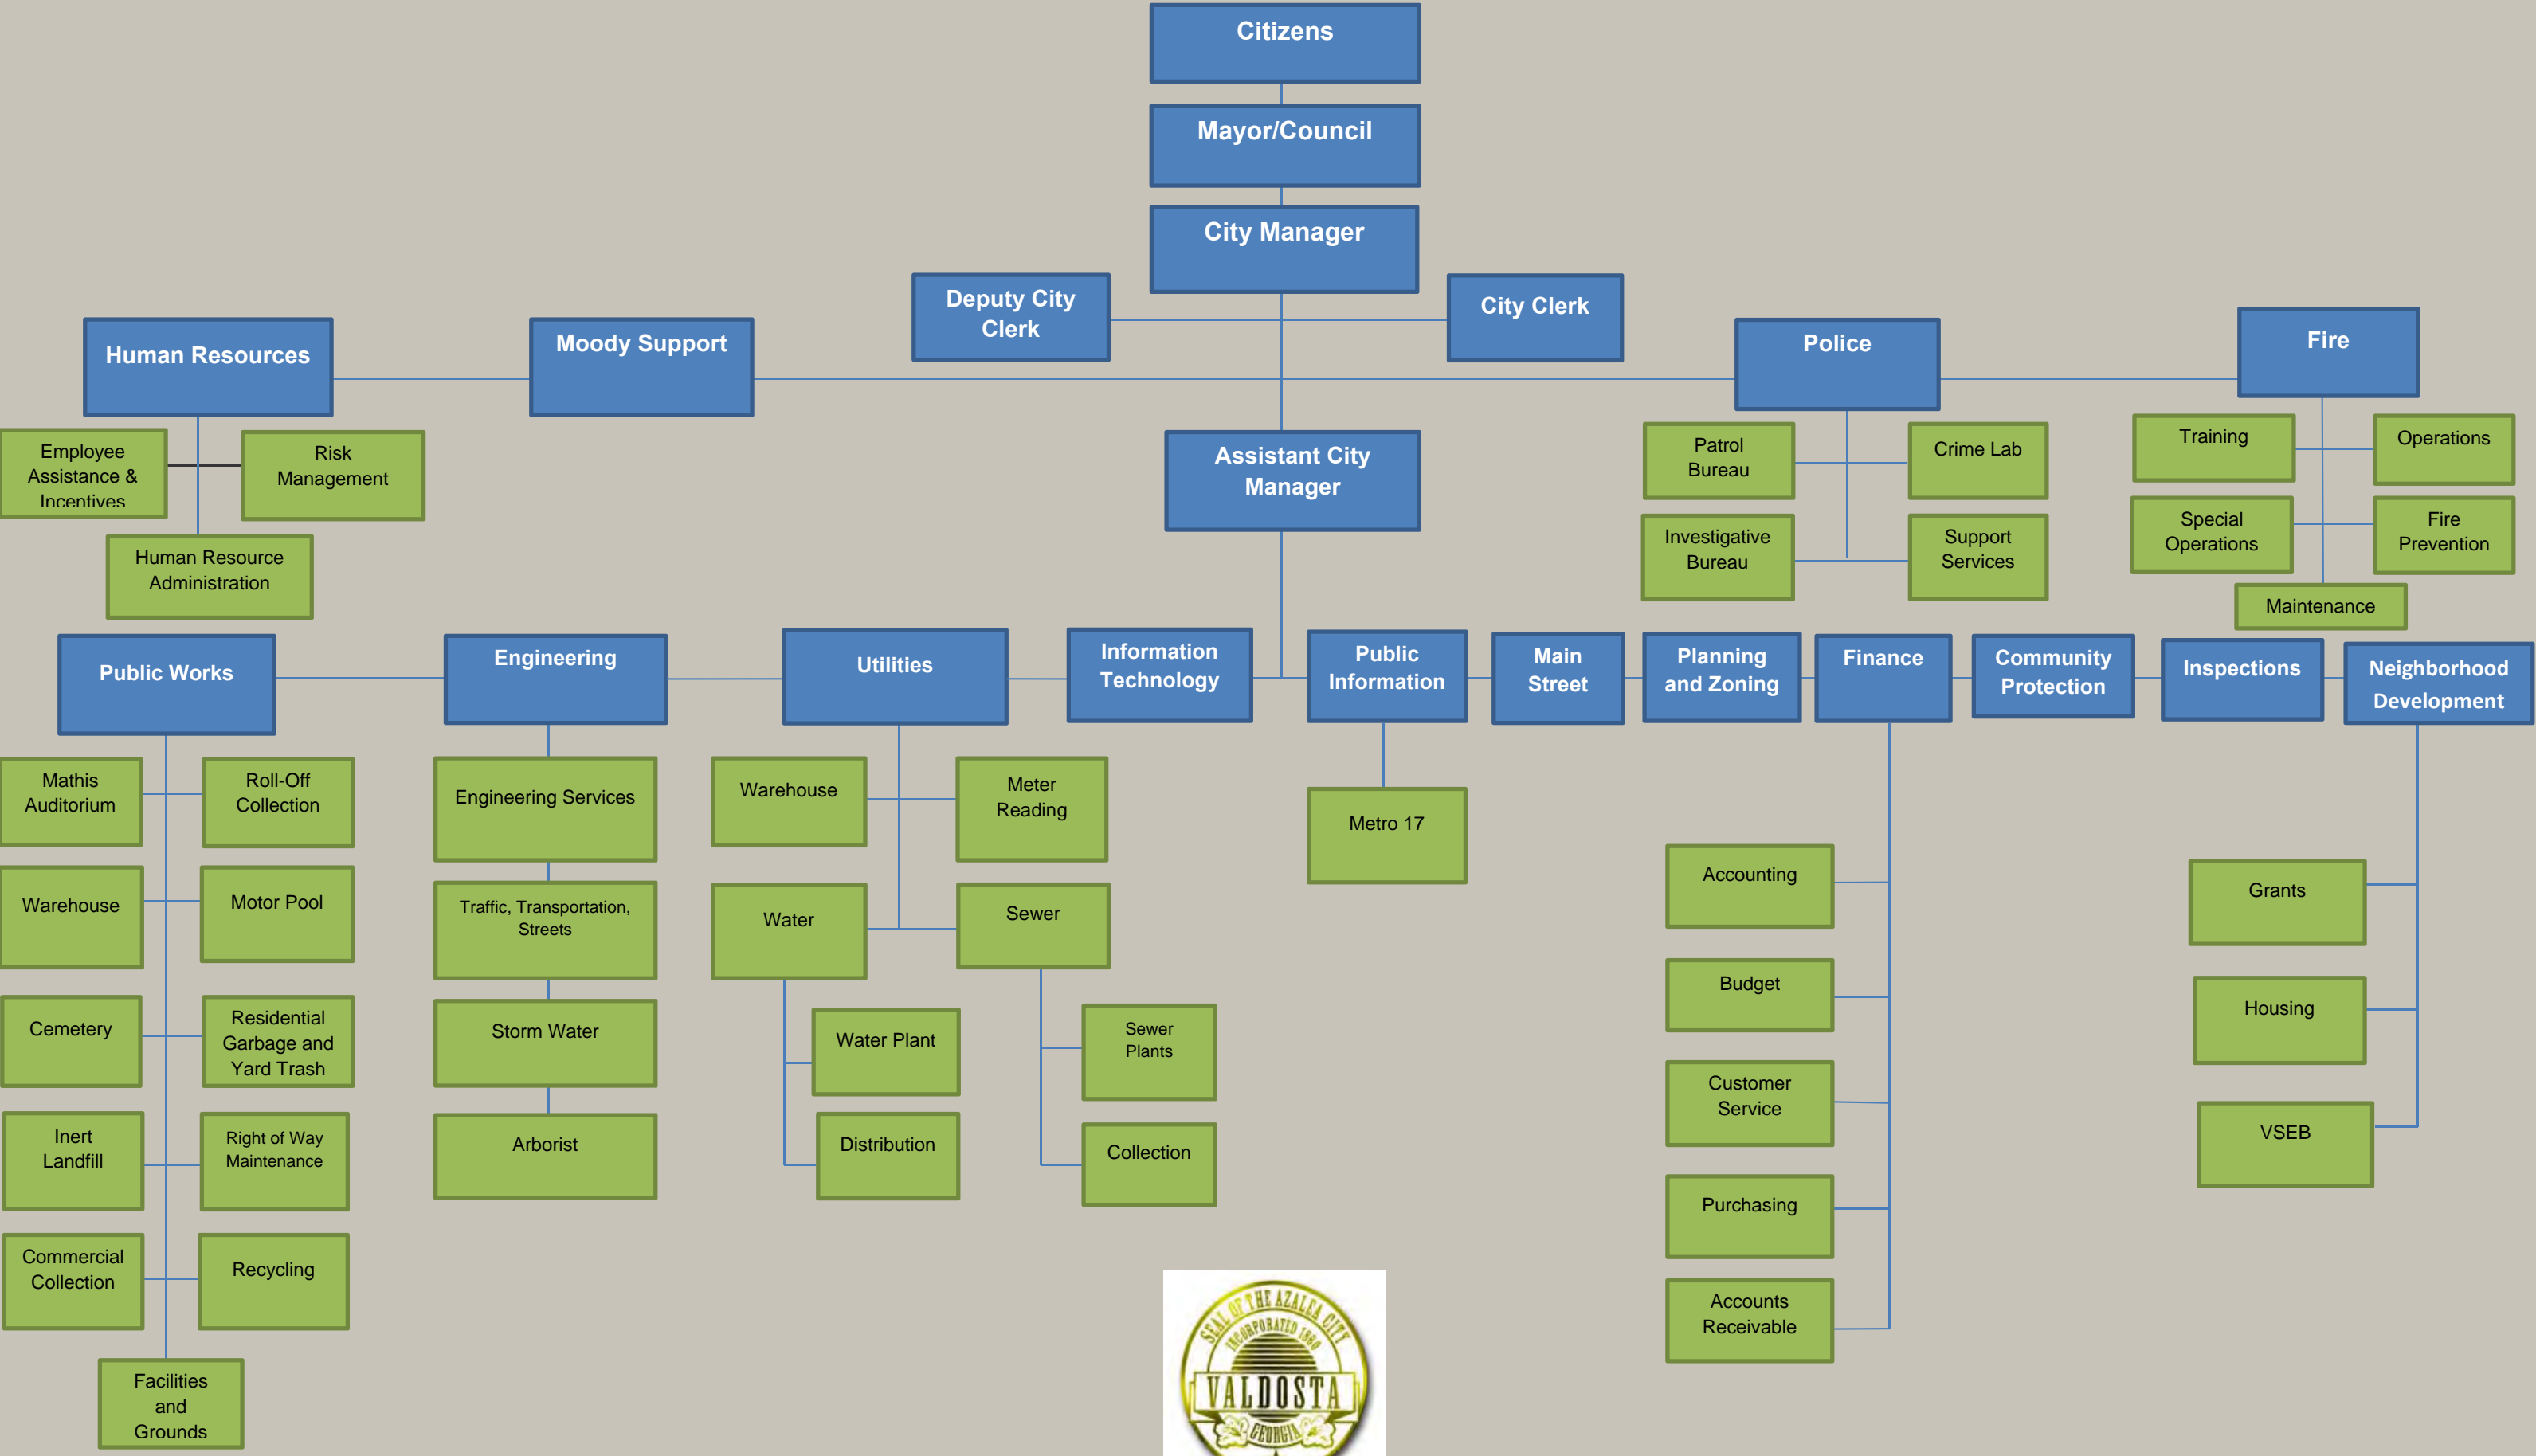 Citizens
Mayor/Council
City Manager
Deputy City
Clerk
City Clerk
Human Resources
Moody Support
Police
Fire
Employee
Assistance &
Incentives
Risk
Management
Human Resource
Administration
Assistant City
Manager
Patrol
Bureau
Crime Lab
Investigative
Bureau
Support
Services
Training
Operations
Special
Operations
Fire
Prevention
Maintenance
Public Works
Engineering
Utilities
Information
Technology
Public
Information
Main
Street
Planning
and Zoning
Finance
Community
Protection
Inspections
Neighborhood
Development
Mathis
Auditorium
Roll-Off
Collection
Warehouse
Motor Pool
Cemetery
Residential
Garbage and
Yard Trash
Inert
Landfill
Right of Way
Maintenance
Commercial
Collection
Recycling
Facilities
and
Grounds
Engineering Services
Traffic, Transportation,
Streets
Storm Water
Arborist
Warehouse
Meter
Reading
Water
Sewer
Water Plant
Distribution
Sewer
Plants
Collection
Metro 17
Accounting
Budget
Customer
Service
Purchasing
Accounts
Receivable
Grants
Housing
VSEB
SEAL OF THE AZALEA CITY
INCORPORATED 1860
VALDOSTA
GEORGIA